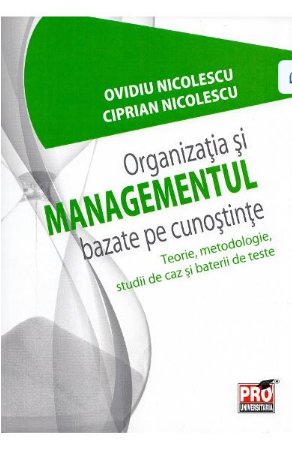 OVIDIU NICOLESCU
CIPRIAN NICOLESCU
Organizaţia şi
MANAGEMENTUL
bazate pe cunoştinţe
Teorie, metodologie,
studii de caz şi baterii de teste
PRO
UNIVERSITARIA